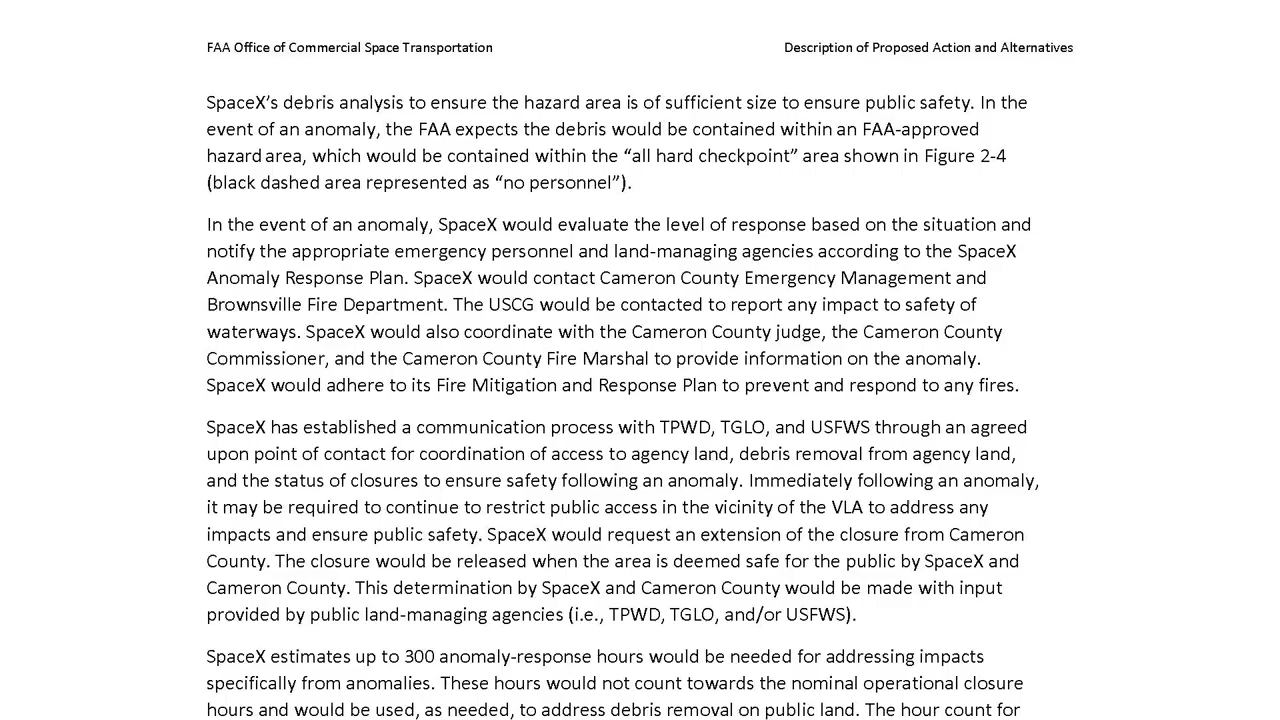 FAA Office of Commercial Space Transportation Description of Proposed Action and Alternatives
SpaceX’s debris analysis to ensure the hazard area is of sufficient size to ensure public safety. In the
event of an anomaly, the FAA expects the debris would be contained within an FAA-approved
hazard area, which would be contained within the “all hard checkpoint” area shown in Figure 2-4
(black dashed area represented as “no personnel”).
In the event of an anomaly, SpaceX would evaluate the level of response based on the situation and
notify the appropriate emergency personnel and land-managing agencies according to the SpaceX
Anomaly Response Plan. SpaceX would contact Cameron County Emergency Management and
Brownsville Fire Department. The USCG would be contacted to report any impact to safety of
waterways. SpaceX would also coordinate with the Cameron County judge, the Cameron County
Commissioner, and the Cameron County Fire Marshal to provide information on the anomaly.
SpaceX would adhere to its Fire Mitigation and Response Plan to prevent and respond to any fires.
SpaceX has established a communication process with TPWD, TGLO, and USFWS through an agreed
upon point of contact for coordination of access to agency land, debris removal from agency land,
and the status of closures to ensure safety following an anomaly. Immediately following an anomaly,
it may be required to continue to restrict public access in the vicinity of the VLA to address any
impacts and ensure public safety. SpaceX would request an extension of the closure from Cameron
County. The closure would be released when the area is deemed safe for the public by SpaceX and
Cameron County. This determination by SpaceX and Cameron County would be made with input
provided by public land-managing agencies (i.e., TPWD, TGLO, and/or USFWS).
SpaceX estimates up to 300 anomaly-response hours would be needed for addressing impacts
specifically from anomalies. These hours would not count towards the nominal operational closure
hours and would be used, as needed, to address debris removal on public land. The hour count for